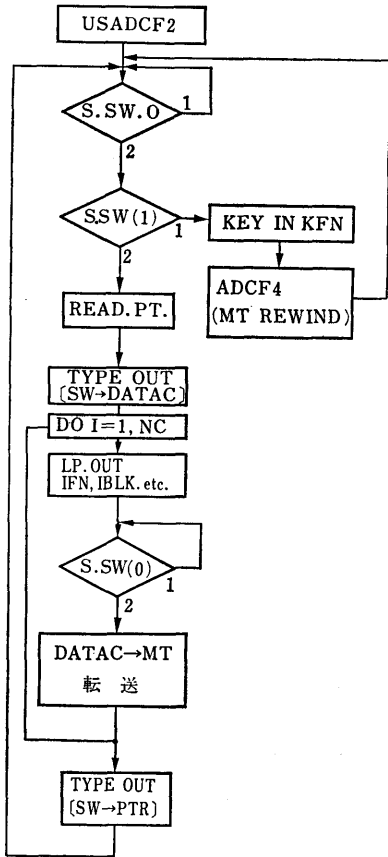 USADCF2
S.SW.O
1
2
S.SW(1)
1
2
KEY IN KFN
ADCF4
(MT REWIND)
READ.PT.
TYPE OUT
[SW→DATAC]
DO I=1, NC
LP.OUT
IFN, IBLK. etc.
S.SW(0)
1
2
DATAC→MT
転 送
TYPE OUT
[SW→PTR]